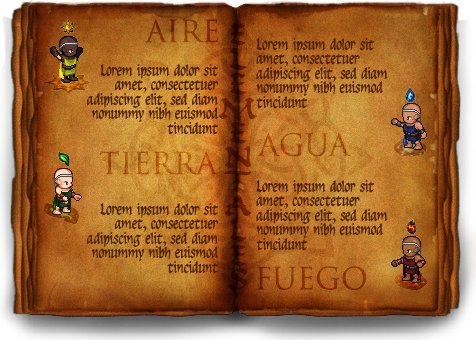 AIRE
Lorem ipsum dolor sit
amet, consectetuer
adipiscing elit, sed diam
nonummy nibh euismod
tincidunt
TIERRA
Lorem ipsum dolor sit
amet, consectetuer
adipiscing elit, sed diam
nonummy nibh euismod
tincidunt
Lorem ipsum dolor sit
amet, consectetuer
adipiscing elit, sed diam
nonummy nibh euismod
tincidunt
AGUA
Lorem ipsum dolor sit
amet, consectetuer
adipiscing elit, sed diam
nonummy nibh euismod
tincidunt
FUEGO